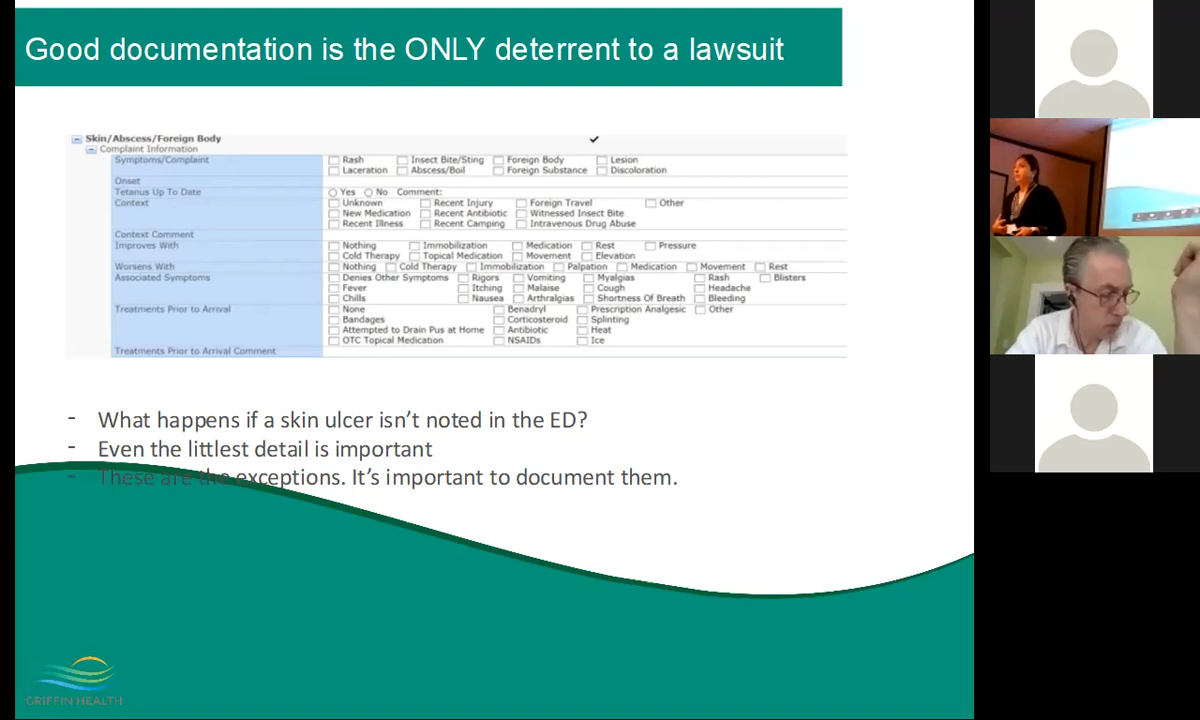 Good documentation is the ONLY deterrent to a lawsuit
Skin/Abscess/Foreign Body
Complaint Information
Symptoms/Complaint Rash Insect Bite/Sting Foreign Body Lesion
Laceration Abscess/Boil Foreign Substance Discoloration
Onset
Tetanus Up To Date Yes No Comment:
Context Unknown Recent Injury Foreign Travel Other
New Medication Recent Antibiotic Witnessed Insect Bite
Recent Illness Recent Camping Intravenous Drug Abuse
Context Comment
Improves With Nothing Immobilization Medication Rest Pressure
Cold Therapy Topical Medication Movement Elevation
Worsens With Nothing Cold Therapy Immobilization Palpation Medication Movement Rest
Associated Symptoms Denies Other Symptoms Rigors Vomiting Myalgias Rash Blisters
Fever Itching Malaise Cough Headache
Chills Nausea Arthralgias Shortness Of Breath Bleeding
Treatments Prior to Arrival None Benadryl Prescription Analgesic Other
Bandages Corticosteroid Splinting
Attempted to Drain Pus at Home Antibiotic Heat
OTC Topical Medication NSAIDs Ice
Treatments Prior to Arrival Comment
- What happens if a skin ulcer isn't noted in the ED?
- Even the littlest detail is important
- These are the exceptions. It's important to document them.
GRIFFIN HEALTH